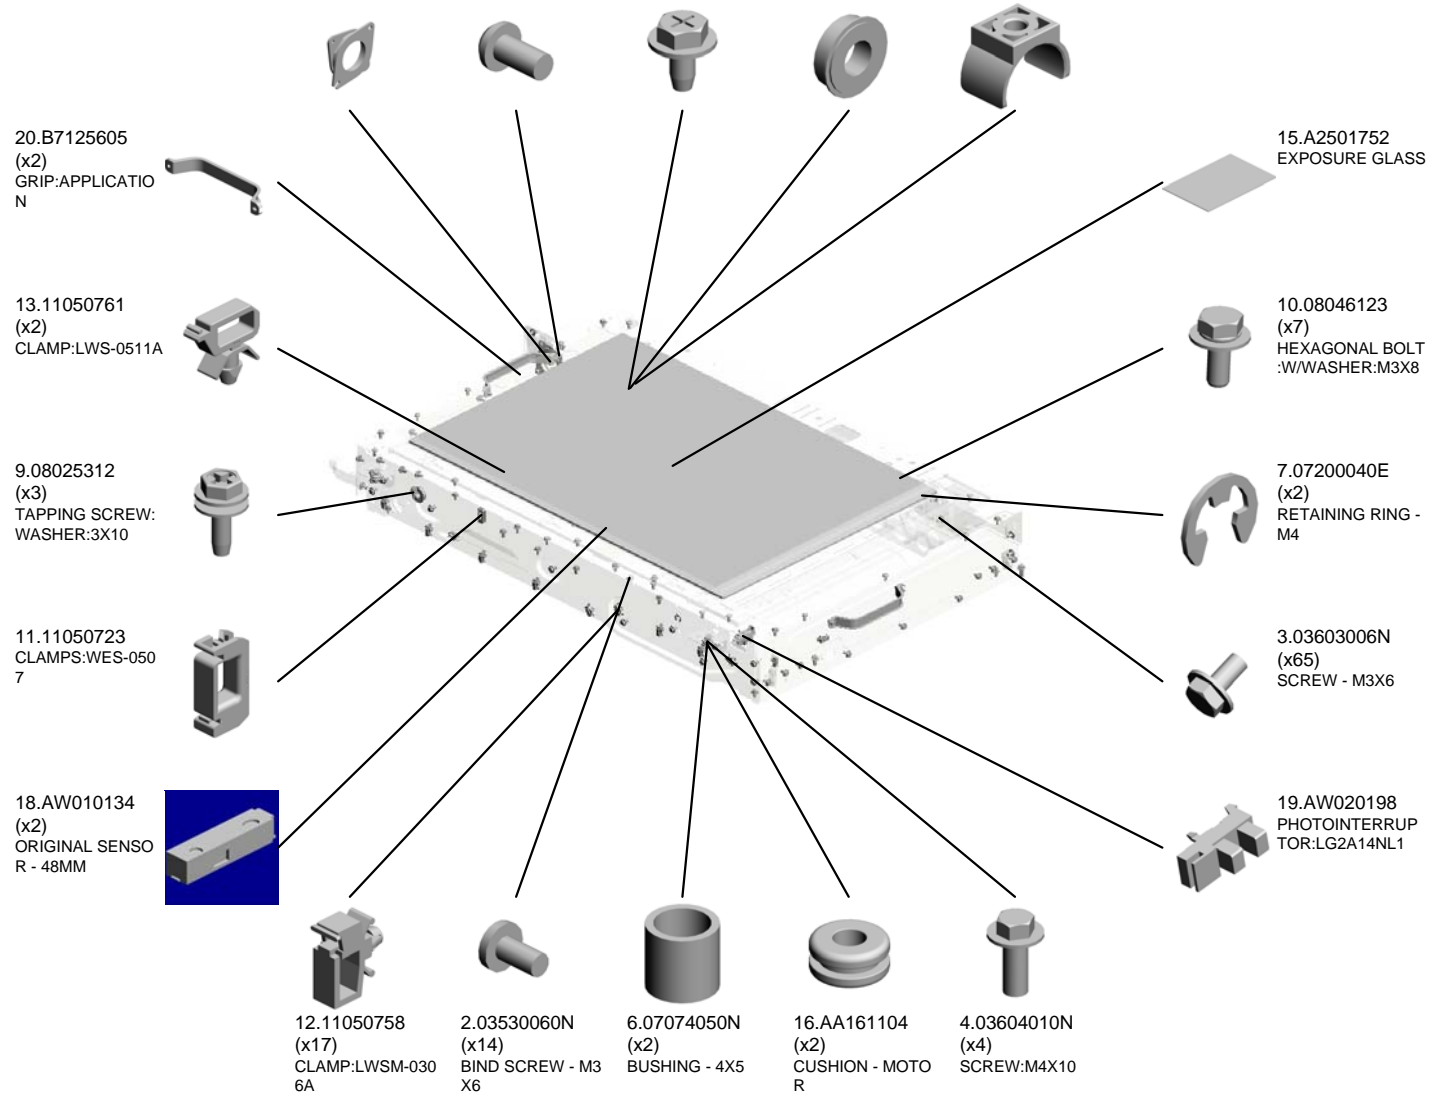 20.B7125605
(x2)
GRIP:APPLICATIO
N
15.A2501752
EXPOSURE GLASS
13.11050761
(x2)
CLAMP:LWS-0511A
10.08046123
(x7)
HEXAGONAL BOLT
:W/WASHER:M3X8
9.08025312
(x3)
TAPPING SCREW:
WASHER:3X10
7.07200040E
(x2)
RETAINING RING -
M4
11.11050723
CLAMPS:WES-050
7
3.03603006N
(x65)
SCREW - M3X6
18.AW010134
(x2)
ORIGINAL SENSO
R - 48MM
19.AW020198
PHOTOINTERRUP
TOR:LG2A14NL1
12.11050758
(x17)
CLAMP:LWSM-030
6A
2.03530060N
(x14)
BIND SCREW - M3
X6
6.07074050N
(x2)
BUSHING - 4X5
16.AA161104
(x2)
CUSHION - MOTO
R
4.03604010N
(x4)
SCREW:M4X10